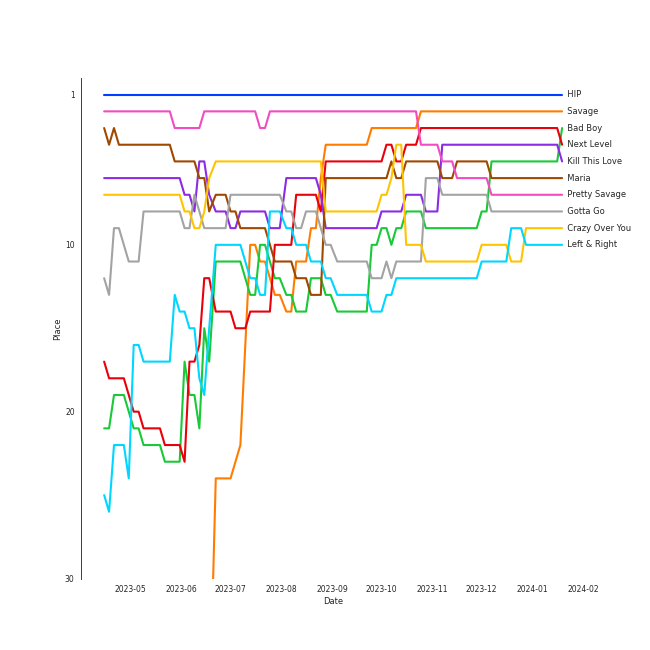 1
HIP
Savage
Bad Boy
Next Level
Kill This Love
Maria
Pretty Savage
Gotta Go
10
Crazy Over You
Left & Right
Place
20
30
2023-05 2023-06 2023-07 2023-08 2023-09 2023-10 2023-11 2023-12 2024-01 2024-02
Date